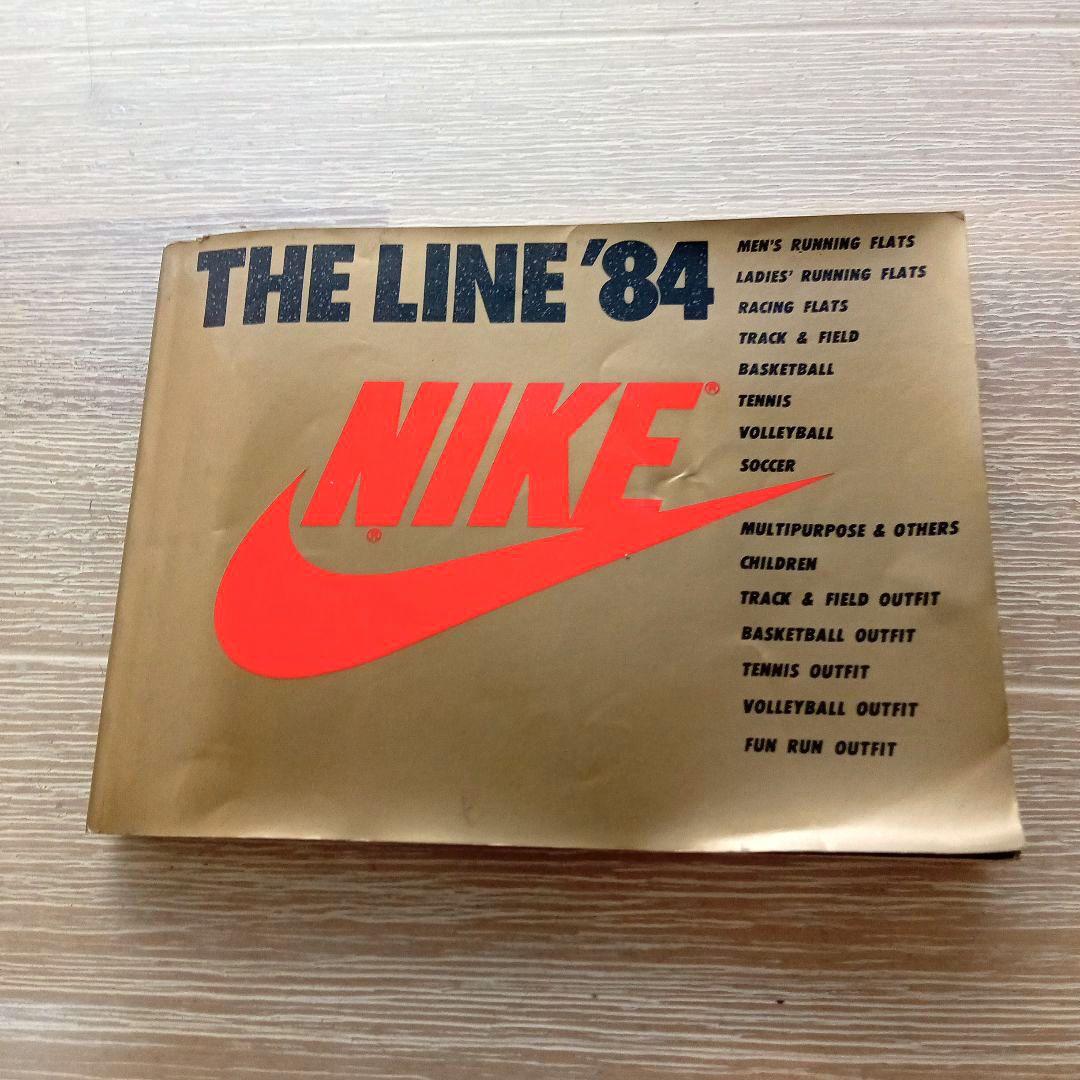 THE LINE '84
NIKE®
®
MEN'S RUNNING FLATS
LADIES' RUNNING FLATS
RACING FLATS
TRACK & FIELD
BASKETBALL
TENNIS
VOLLEYBALL
SOCCER
MULTIPURPOSE & OTHERS
CHILDREN
TRACK & FIELD OUTFIT
BASKETBALL OUTFIT
TENNIS OUTFIT
VOLLEYBALL OUTFIT
FUN RUN OUTFIT